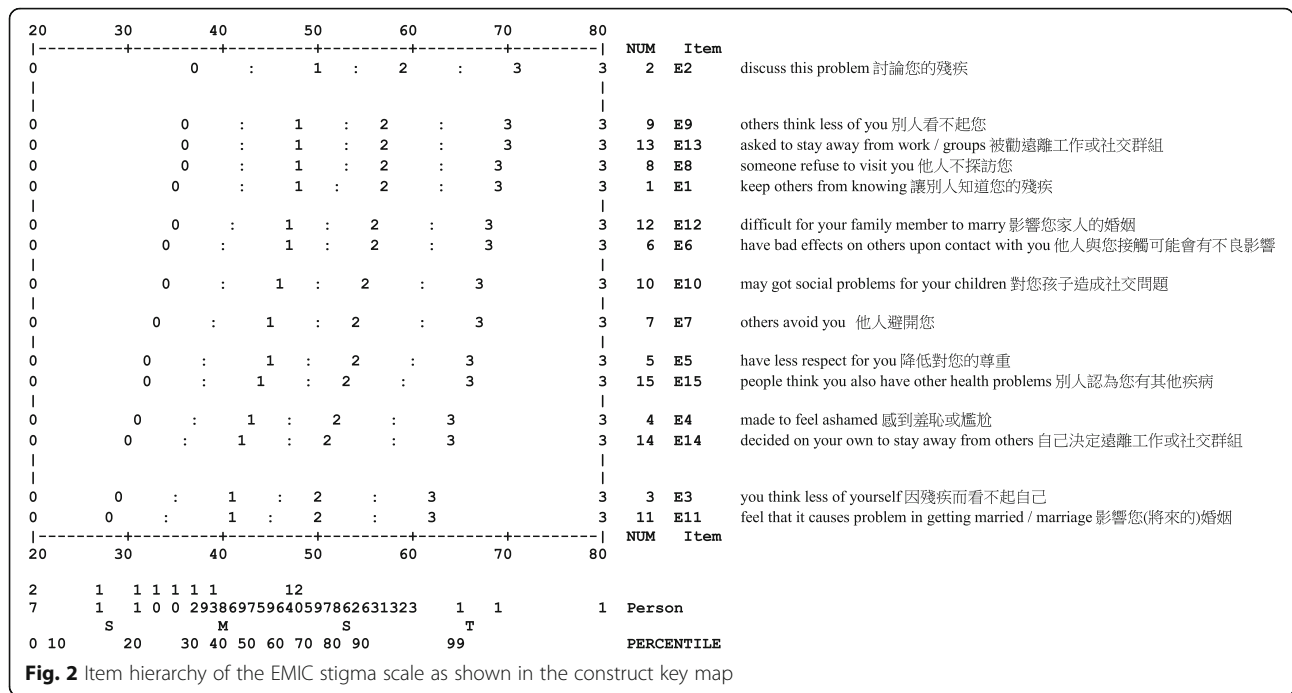 20 30 40 50 60 70 80
|---------+---------+---------+---------+---------+---------| NUM Item
0 0 : 1 : 2 : 3 3 2 E2 discuss this problem 討論您的殘疾
| |
| |
0 0 : 1 : 2 : 3 3 9 E9 others think less of you 別人看不起您
0 0 : 1 : 2 : 3 3 13 E13 asked to stay away from work / groups 被勸遠離工作或社交群組
0 0 : 1 : 2 : 3 3 8 E8 someone refuse to visit you 他人不探訪您
0 0 : 1 : 2 : 3 3 1 E1 keep others from knowing 讓別人知道您的殘疾
| |
0 0 : 1 : 2 : 3 3 12 E12 difficult for your family member to marry 影響您家人的婚姻
0 0 : 1 : 2 : 3 3 6 E6 have bad effects on others upon contact with you 他人與您接觸可能會有不良影響
| |
0 0 : 1 : 2 : 3 3 10 E10 may got social problems for your children 對您孩子造成社交問題
| |
0 0 : 1 : 2 : 3 3 7 E7 others avoid you 他人避開您
| |
0 0 : 1 : 2 : 3 3 5 E5 have less respect for you 降低對您的尊重
0 0 : 1 : 2 : 3 3 15 E15 people think you also have other health problems 別人認為您有其他疾病
| |
0 0 : 1 : 2 : 3 3 4 E4 made to feel ashamed 感到羞恥或尷尬
0 0 : 1 : 2 : 3 3 14 E14 decided on your own to stay away from others 自己決定遠離工作或社交群組
| |
| |
0 0 : 1 : 2 : 3 3 3 E3 you think less of yourself 因殘疾而看不起自己
0 0 : 1 : 2 : 3 3 11 E11 feel that it causes problem in getting married / marriage 影響您(將來的)婚姻
|---------+---------+---------+---------+---------+---------| NUM Item
20 30 40 50 60 70 80
2 1 1 1 1 1 1 12
7 1 1 0 0 293869759640597862631323 1 1 1 Person
S M S T
0 10 20 30 40 50 60 70 80 90 99 PERCENTILE
Fig. 2 Item hierarchy of the EMIC stigma scale as shown in the construct key map